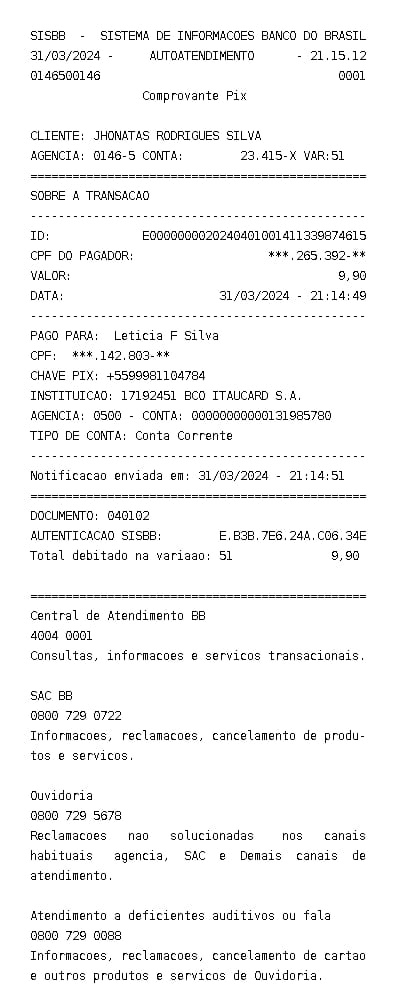 SISBB - SISTEMA DE INFORMACOES BANCO DO BRASIL
31/03/2024 - AUTOATENDIMENTO - 21.15.12
0146500146 0001
Comprovante Pix
CLIENTE: JHONATAS RODRIGUES SILVA
AGENCIA: 0146-5 CONTA: 23.415-X VAR:51
================================================
SOBRE A TRANSACAO
------------------------------------------------
ID: E0000000020240401001411339874615
CPF DO PAGADOR: ***.265.392-**
VALOR: 9,90
DATA: 31/03/2024 - 21:14:49
------------------------------------------------
PAGO PARA: Leticia F Silva
CPF: ***.142.803-**
CHAVE PIX: +5599981104784
INSTITUICAO: 17192451 BCO ITAUCARD S.A.
AGENCIA: 0500 - CONTA: 00000000000131985780
TIPO DE CONTA: Conta Corrente
------------------------------------------------
Notificacao enviada em: 31/03/2024 - 21:14:51
================================================
DOCUMENTO: 040102
AUTENTICACAO SISBB: E.B3B.7E6.24A.C06.34E
Total debitado na variaao: 51 9,90
================================================
Central de Atendimento BB
4004 0001
Consultas, informacoes e servicos transacionais.
SAC BB
0800 729 0722
Informacoes, reclamacoes, cancelamento de produ-
tos e servicos.
Ouvidoria
0800 729 5678
Reclamacoes nao solucionadas nos canais
habituais agencia, SAC e Demais canais de
atendimento.
Atendimento a deficientes auditivos ou fala
0800 729 0088
Informacoes, reclamacoes, cancelamento de cartao
e outros produtos e servicos de Ouvidoria.